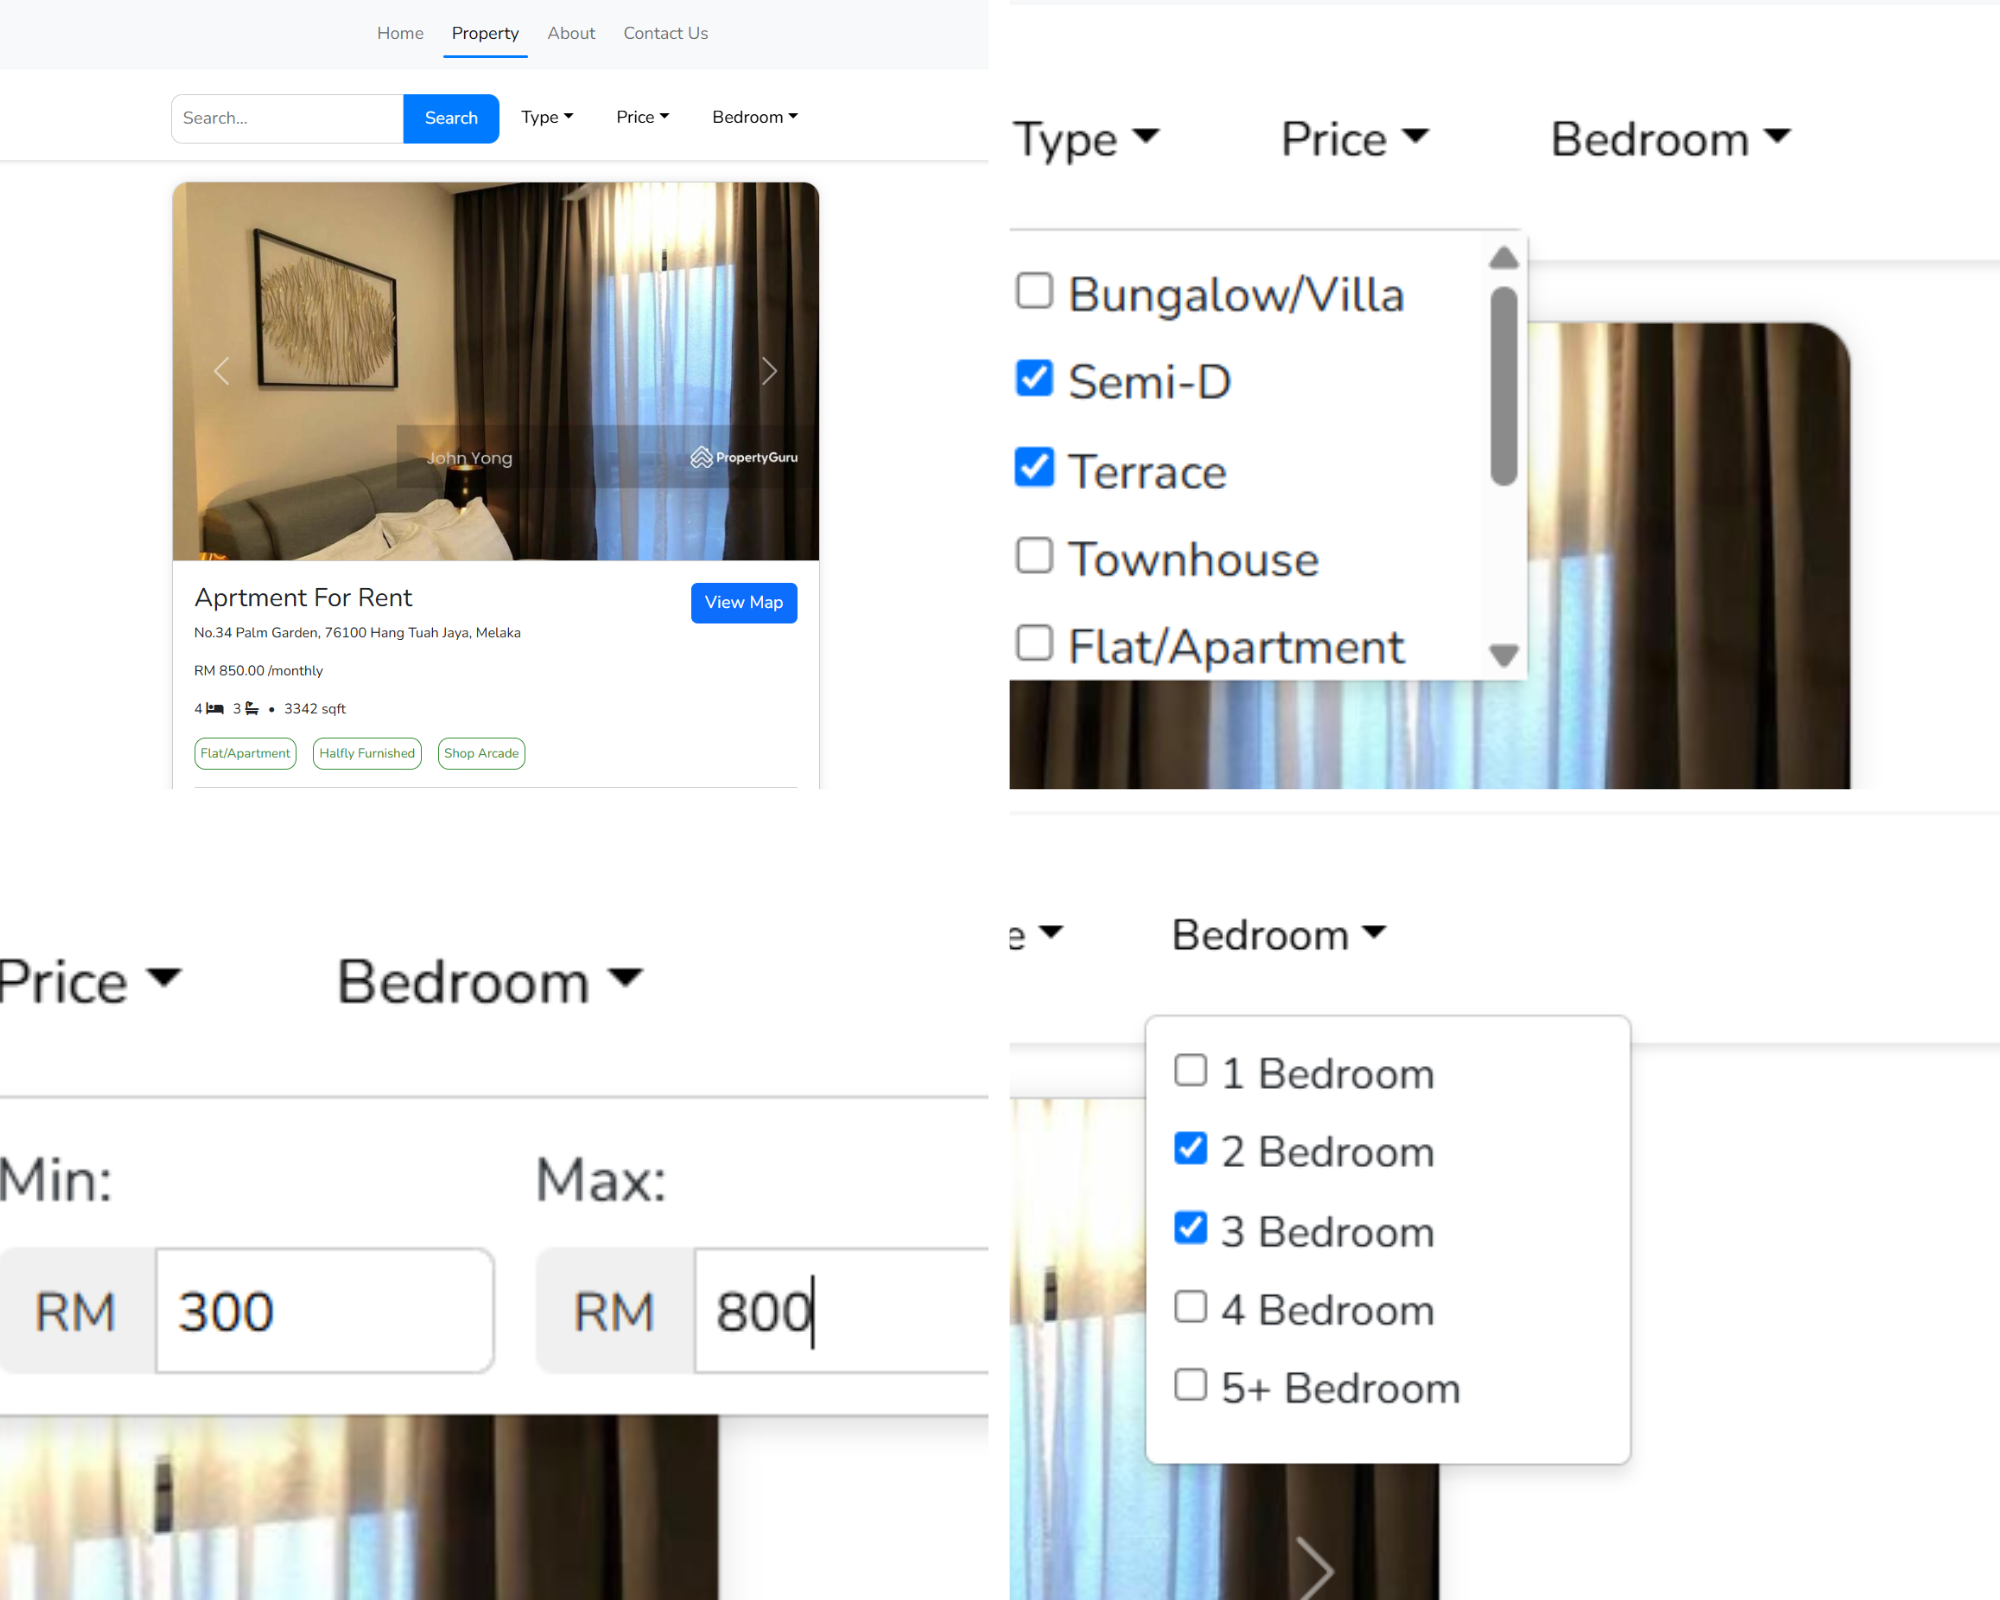 Home Property About Contact Us
Search... Search Type Price Bedroom
John Yong PropertyGuru
Aprtment For Rent View Map
No.34 Palm Garden, 76100 Hang Tuah Jaya, Melaka
RM 850.00 /monthly
4 3 • 3342 sqft
Flat/Apartment Halfly Furnished Shop Arcade
Type Price Bedroom
Bungalow/Villa
Semi-D
Terrace
Townhouse
Flat/Apartment
Price Bedroom
Min: Max:
RM 300 RM 800
e Bedroom
1 Bedroom
2 Bedroom
3 Bedroom
4 Bedroom
5+ Bedroom